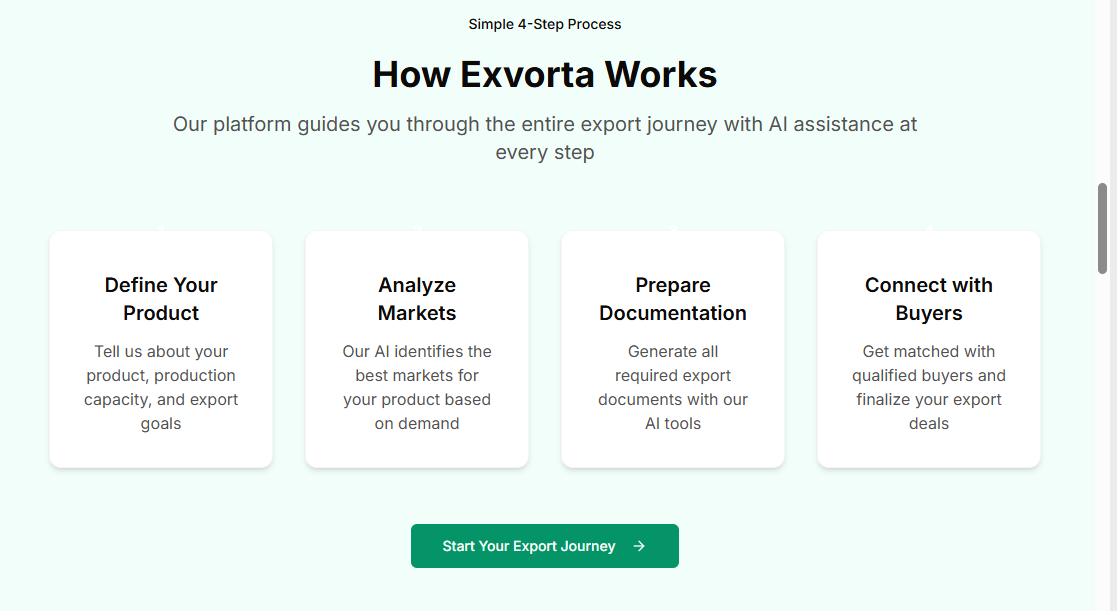 Simple 4-Step Process
How Exvorta Works
Our platform guides you through the entire export journey with AI assistance at
every step
Define Your
Product
Tell us about your
product, production
capacity, and export
goals
Analyze
Markets
Our AI identifies the
best markets for
your product based
on demand
Prepare
Documentation
Generate all
required export
documents with our
AI tools
Connect with
Buyers
Get matched with
qualified buyers and
finalize your export
deals
Start Your Export Journey →